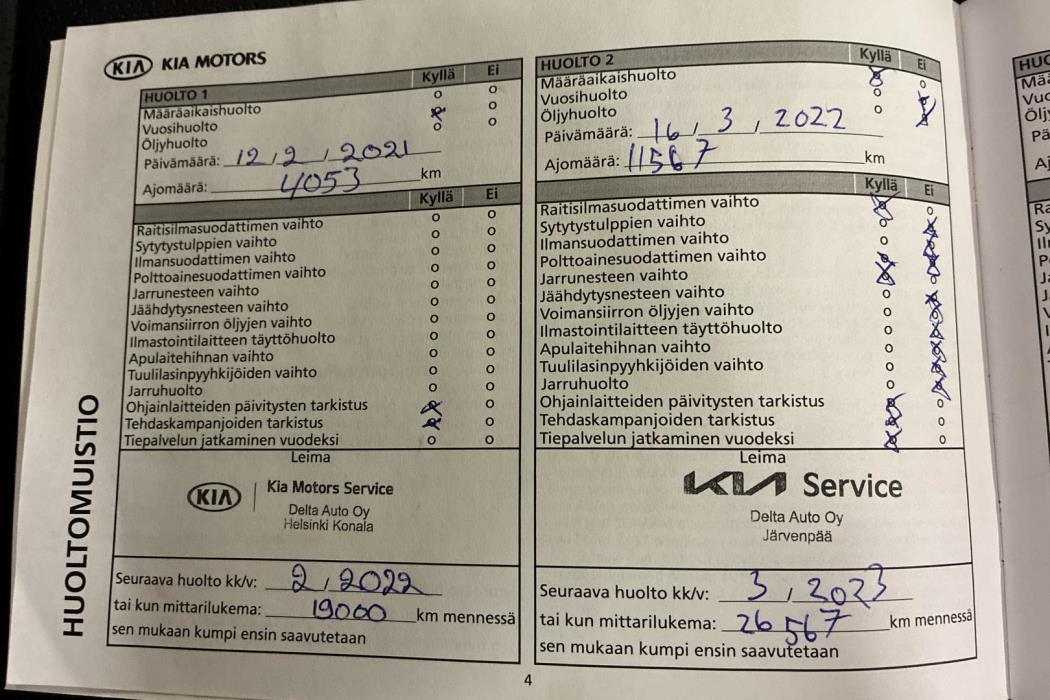 KIA KIA MOTORS
HUOLTO 1 Kyllä Ei
Määräaikaishuolto
Vuosihuolto
Öljyhuolto
Päivämäärä: 12 / 2 / 2021
Ajomäärä: 4053 km
Kyllä Ei
Raitisilmasuodattimen vaihto
Sytytystulppien vaihto
Ilmansuodattimen vaihto
Polttoainesuodattimen vaihto
Jarrunesteen vaihto
Jäähdytysnesteen vaihto
Voimansiirron öljyjen vaihto
Ilmastointilaitteen täyttöhuolto
Apulaitehihnan vaihto
Tuulilasinpyyhkijöiden vaihto
Jarruhuolto
Ohjainlaitteiden päivitysten tarkistus
Tehdaskampanjoiden tarkistus
Tiepalvelun jatkaminen vuodeksi
Leima
KIA Kia Motors Service
Delta Auto Oy
Helsinki Konala
Seuraava huolto kk/v: 2 / 2022
tai kun mittarilukema: 19000 km mennessä
sen mukaan kumpi ensin saavutetaan
HUOLTO 2 Kyllä Ei
Määräaikaishuolto
Vuosihuolto
Öljyhuolto
Päivämäärä: 16 / 3 / 2022
Ajomäärä: 11567 km
Kyllä Ei
Raitisilmasuodattimen vaihto
Sytytystulppien vaihto
Ilmansuodattimen vaihto
Polttoainesuodattimen vaihto
Jarrunesteen vaihto
Jäähdytysnesteen vaihto
Voimansiirron öljyjen vaihto
Ilmastointilaitteen täyttöhuolto
Apulaitehihnan vaihto
Tuulilasinpyyhkijöiden vaihto
Jarruhuolto
Ohjainlaitteiden päivitysten tarkistus
Tehdaskampanjoiden tarkistus
Tiepalvelun jatkaminen vuodeksi
Leima
KIA Service
Delta Auto Oy
Järvenpää
Seuraava huolto kk/v: 3 / 2023
tai kun mittarilukema: 26 567 km mennessä
sen mukaan kumpi ensin saavutetaan
HUOLTOMUISTIO
4